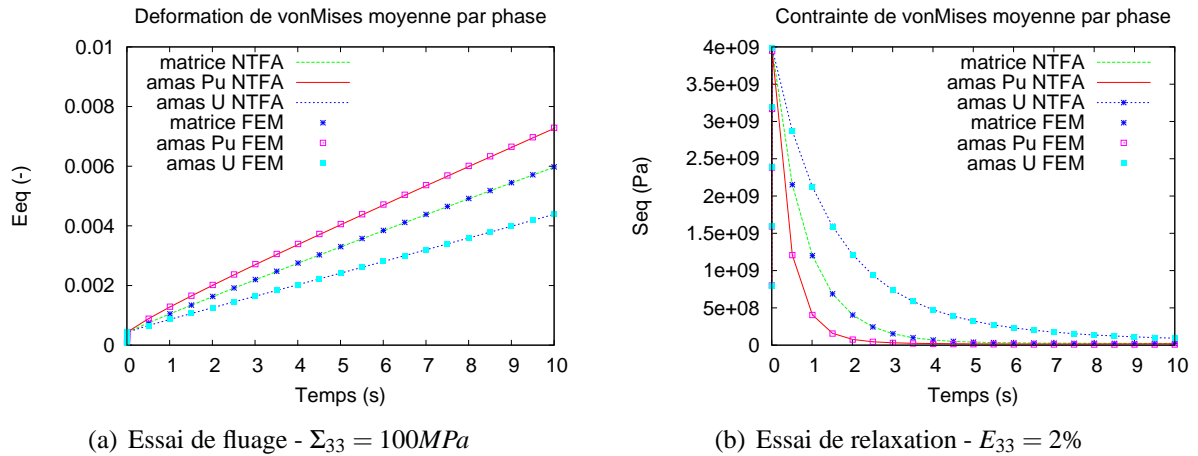 Deformation de vonMises moyenne par phase
0.01
0.008
0.006
0.004
0.002
0
Eeq (-)
matrice NTFA
amas Pu NTFA
amas U NTFA
matrice FEM
amas Pu FEM
amas U FEM
0 1 2 3 4 5 6 7 8 9 10
Temps (s)
(a) Essai de fluage - Σ33 = 100MPa
Contrainte de vonMises moyenne par phase
4e+09
3.5e+09
3e+09
2.5e+09
2e+09
1.5e+09
1e+09
5e+08
0
Seq (Pa)
matrice NTFA
amas Pu NTFA
amas U NTFA
matrice FEM
amas Pu FEM
amas U FEM
0 1 2 3 4 5 6 7 8 9 10
Temps (s)
(b) Essai de relaxation - E33 = 2%